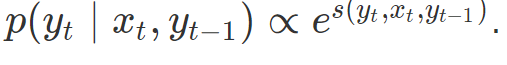 p(y_t | x_t, y_{t−1}) ∝ e^{s(y_t,x_t,y_{t−1})}.